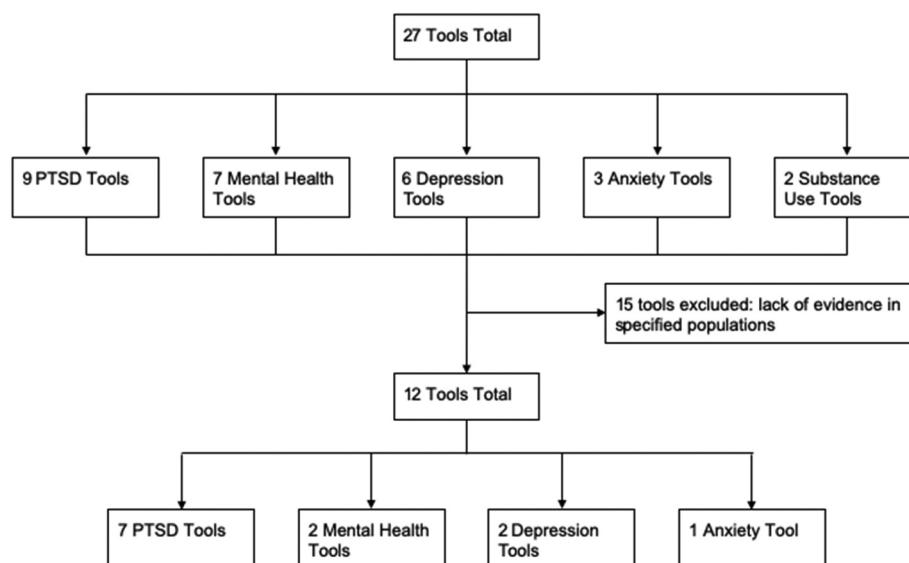 27 Tools Total
9 PTSD Tools
7 Mental Health
Tools
6 Depression
Tools
3 Anxiety Tools
2 Substance
Use Tools
15 tools excluded: lack of evidence in
specified populations
12 Tools Total
7 PTSD Tools
2 Mental Health
Tools
2 Depression
Tools
1 Anxiety Tool